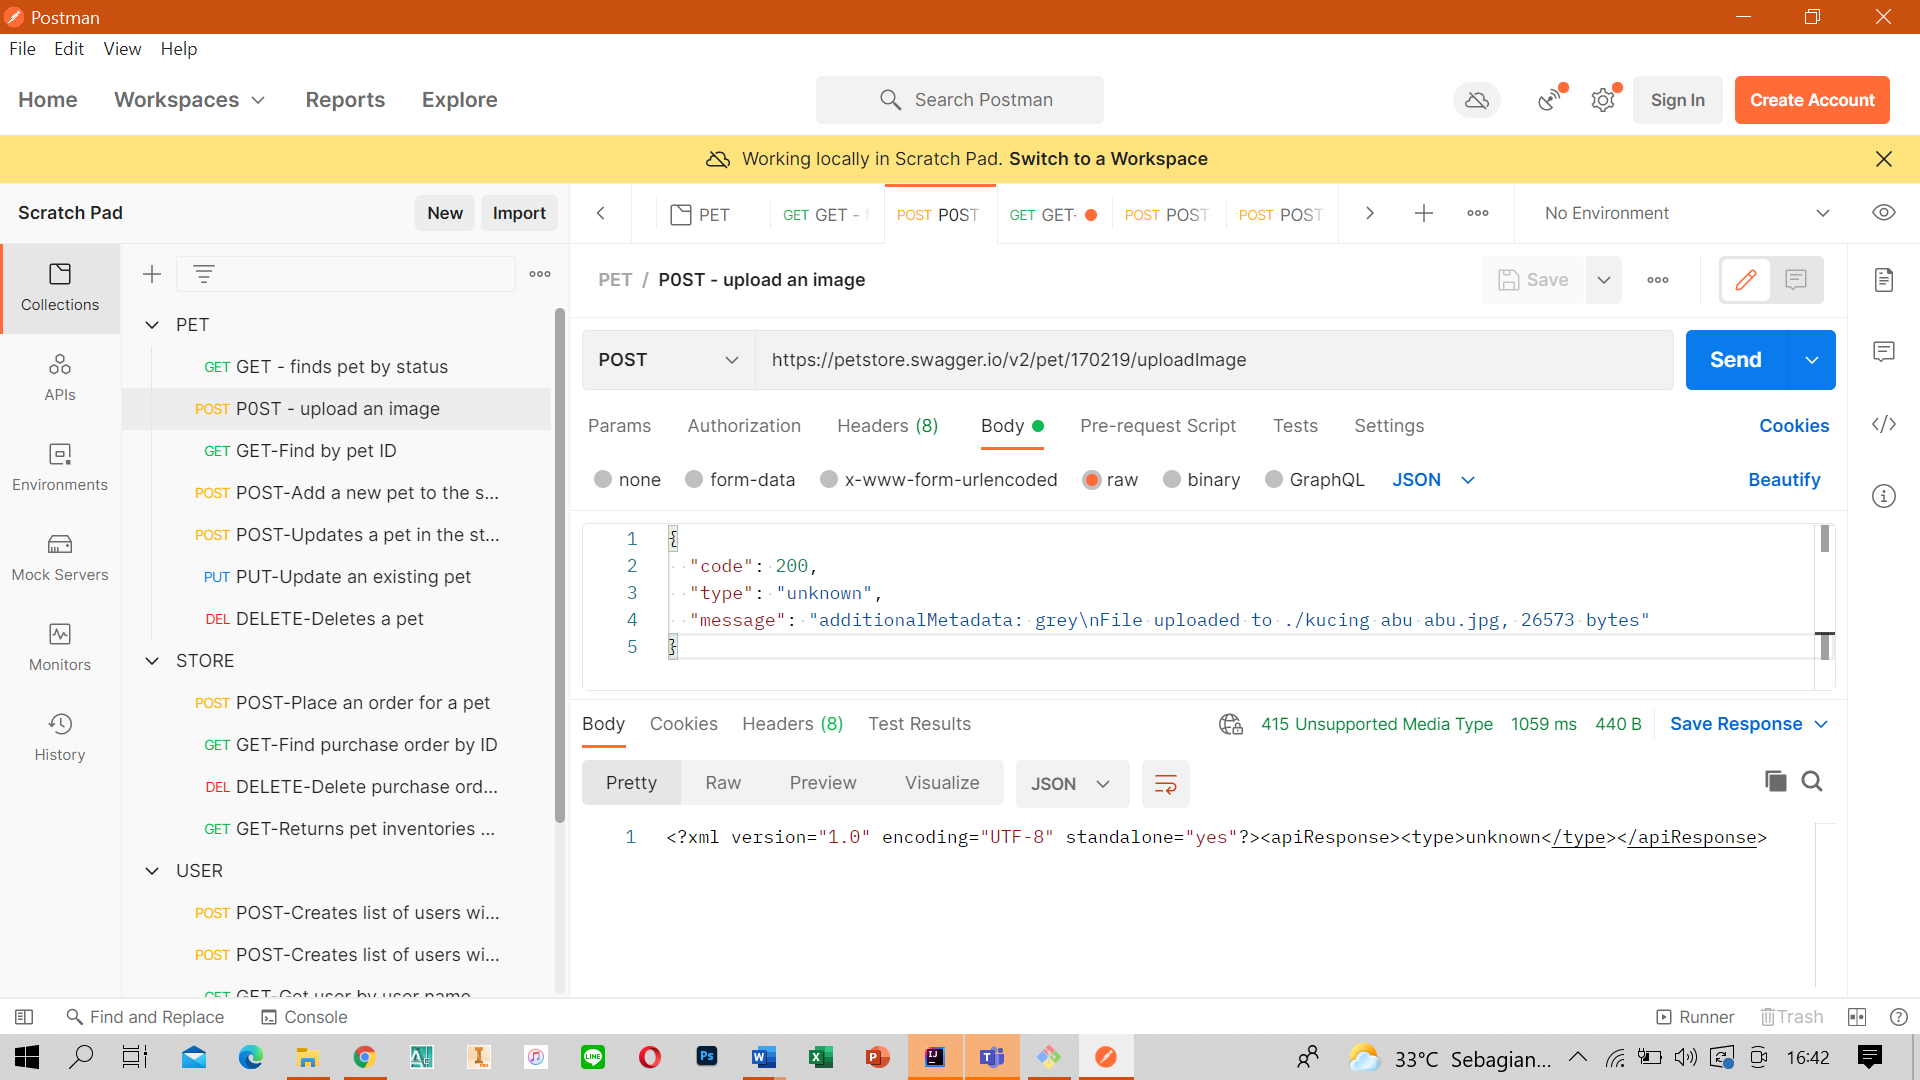 Postman
File Edit View Help
Home Workspaces Reports Explore Search Postman Sign In Create Account
Working locally in Scratch Pad. Switch to a Workspace
Scratch Pad New Import PET GET GET - POST P0ST GET GET- POST POST POST POST No Environment
Collections
APIs
Environments
Mock Servers
Monitors
History
PET
GET GET - finds pet by status
POST P0ST - upload an image
GET GET-Find by pet ID
POST POST-Add a new pet to the s...
POST POST-Updates a pet in the st...
PUT PUT-Update an existing pet
DEL DELETE-Deletes a pet
STORE
POST POST-Place an order for a pet
GET GET-Find purchase order by ID
DEL DELETE-Delete purchase ord...
GET GET-Returns pet inventories ...
USER
POST POST-Creates list of users wi...
POST POST-Creates list of users wi...
GET GET-Get user by user name
PET / P0ST - upload an image Save
POST https://petstore.swagger.io/v2/pet/170219/uploadImage Send
Params Authorization Headers (8) Body Pre-request Script Tests Settings Cookies
none form-data x-www-form-urlencoded raw binary GraphQL JSON Beautify
1 {
2 "code": 200,
3 "type": "unknown",
4 "message": "additionalMetadata: grey\nFile uploaded to ./kucing abu abu.jpg, 26573 bytes"
5 }
Body Cookies Headers (8) Test Results 415 Unsupported Media Type 1059 ms 440 B Save Response
Pretty Raw Preview Visualize JSON
1 <?xml version="1.0" encoding="UTF-8" standalone="yes"?><apiResponse><type>unknown</type></apiResponse>
Find and Replace Console Runner Trash
33°C Sebagian... 16:42